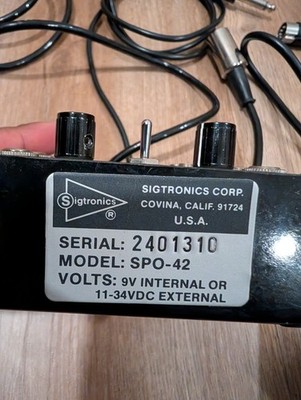 Sigtronics
®
SIGTRONICS CORP.
COVINA, CALIF. 91724
U.S.A.
SERIAL: 2401310
MODEL: SPO-42
VOLTS: 9V INTERNAL OR
11-34VDC EXTERNAL